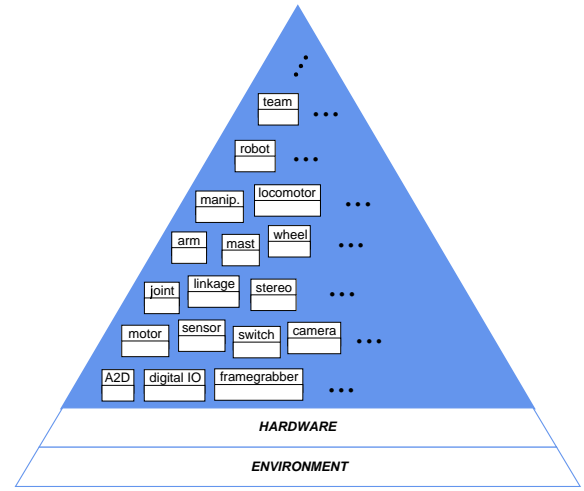 team
robot
manip. locomotor
arm mast wheel
joint linkage stereo
motor sensor switch camera
A2D digital IO framegrabber
HARDWARE
ENVIRONMENT